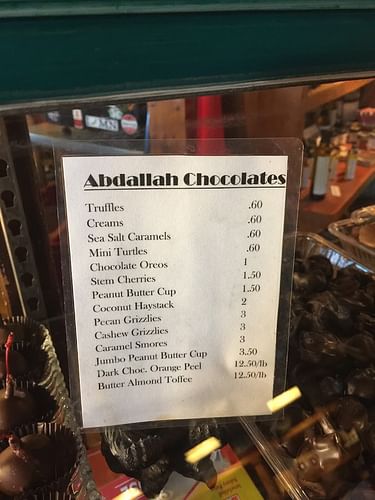 Abdallah Chocolates
Truffles .60
Creams .60
Sea Salt Caramels .60
Mini Turtles .60
Chocolate Oreos 1
Stem Cherries 1.50
Peanut Butter Cup 1.50
Coconut Haystack 2
Pecan Grizzlies 3
Cashew Grizzlies 3
Caramel Smores 3
Jumbo Peanut Butter Cup 3.50
Dark Choc. Orange Peel 12.50/lb
Butter Almond Toffee 12.50/lb